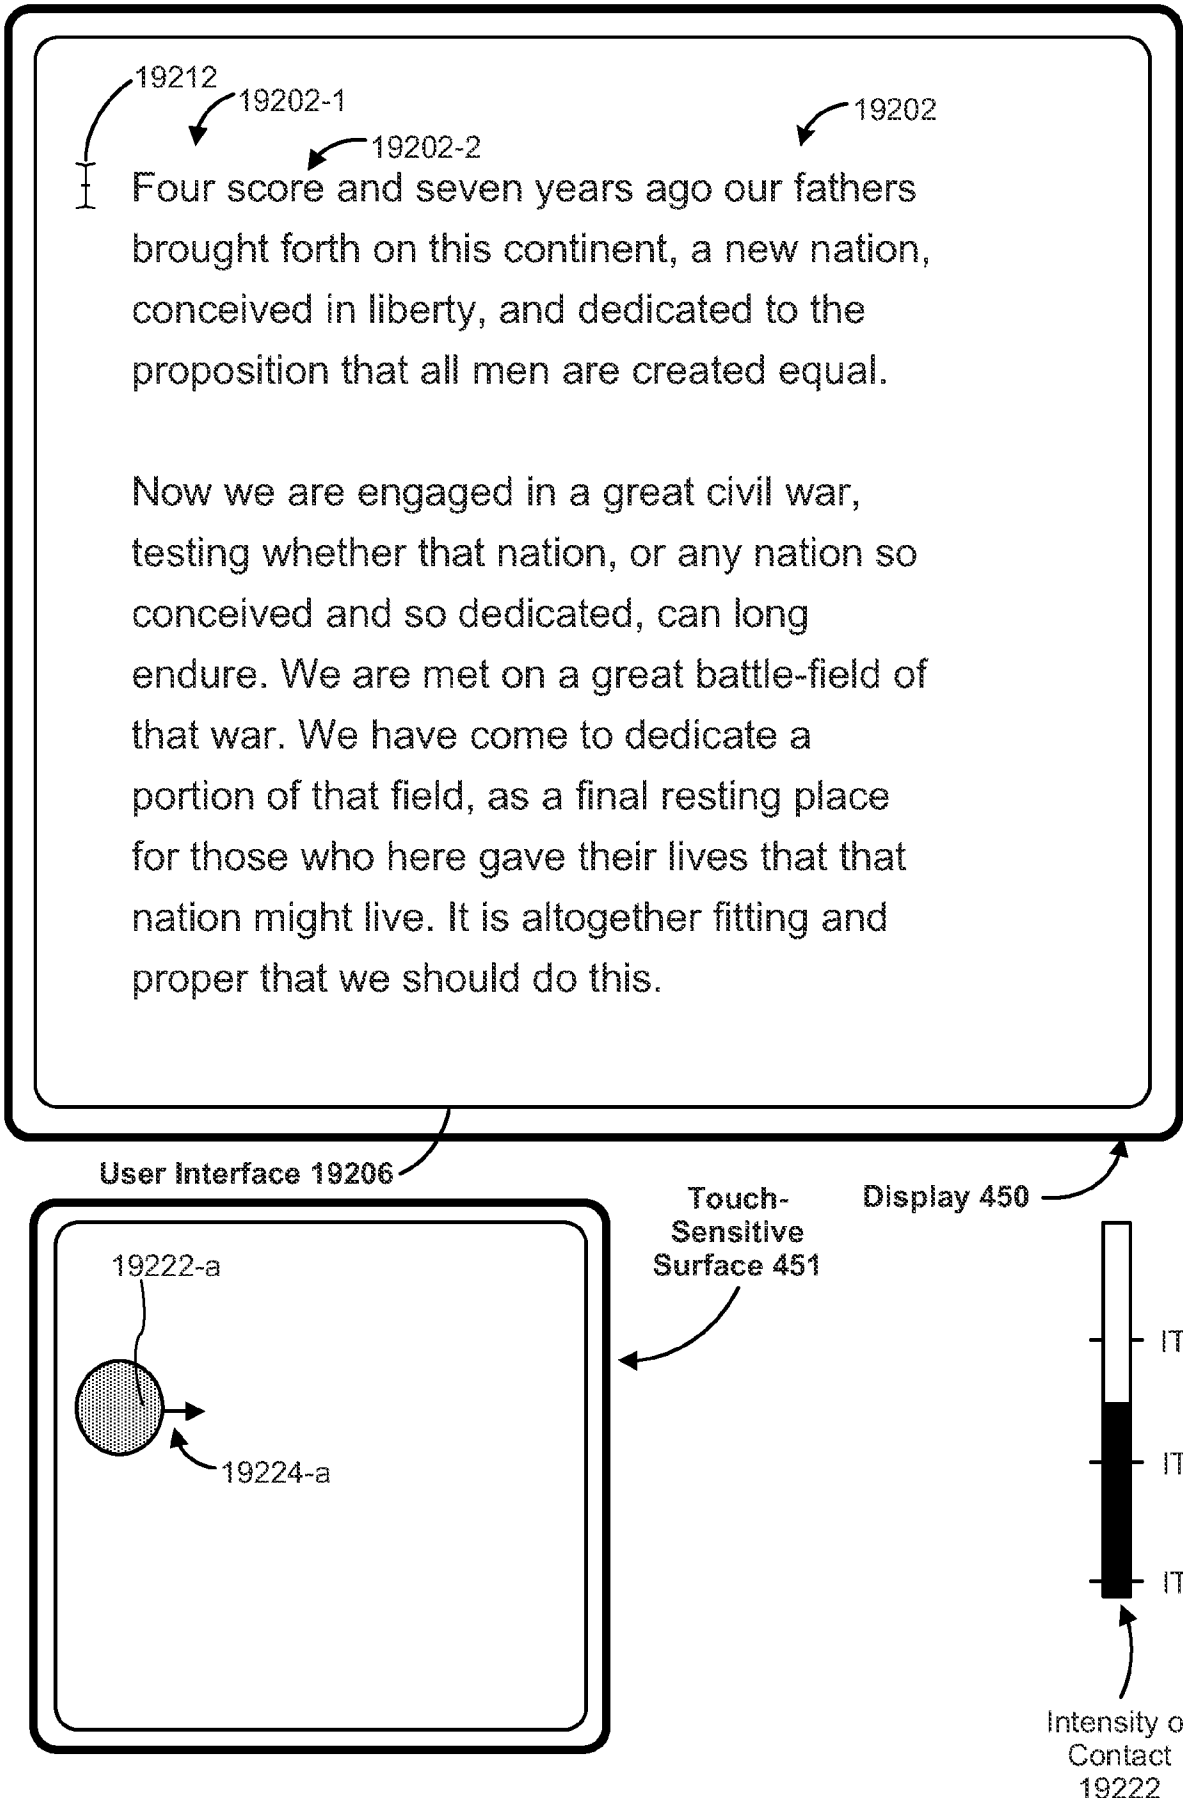 19212
19202-1
19202
19202-2
Four score and seven years ago our fathers
brought forth on this continent, a new nation,
conceived in liberty, and dedicated to the
proposition that all men are created equal.
Now we are engaged in a great civil war,
testing whether that nation, or any nation so
conceived and so dedicated, can long
endure. We are met on a great battle-field of
that war. We have come to dedicate a
portion of that field, as a final resting place
for those who here gave their lives that that
nation might live. It is altogether fitting and
proper that we should do this.
User Interface 19206
Display 450
Touch-
Sensitive
Surface 451
19222-a
19224-a
IT
IT
IT
Intensity o
Contact
19222